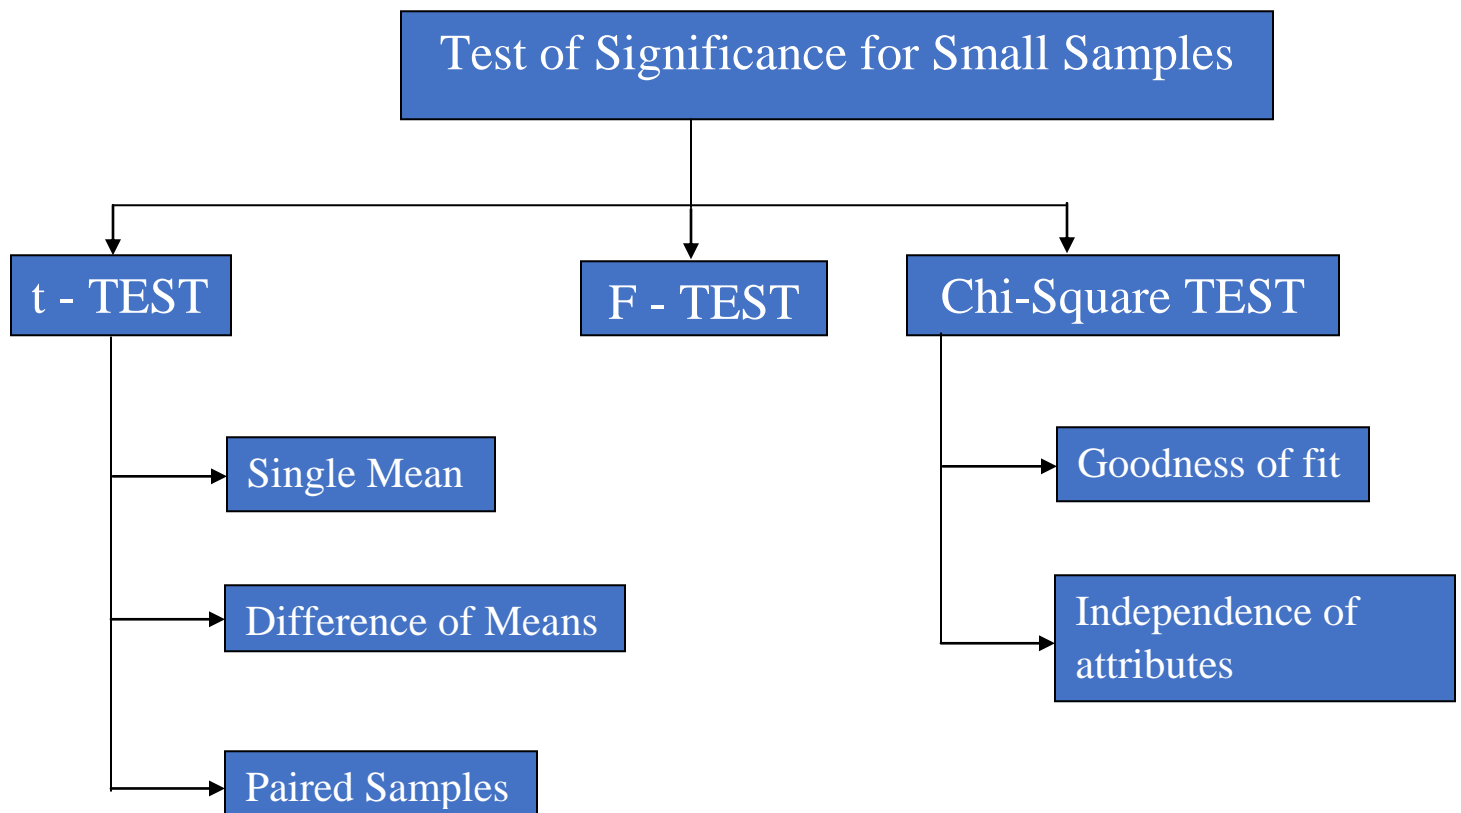 Test of Significance for Small Samples
t - TEST
F - TEST
Chi-Square TEST
Single Mean
Difference of Means
Paired Samples
Goodness of fit
Independence of
attributes